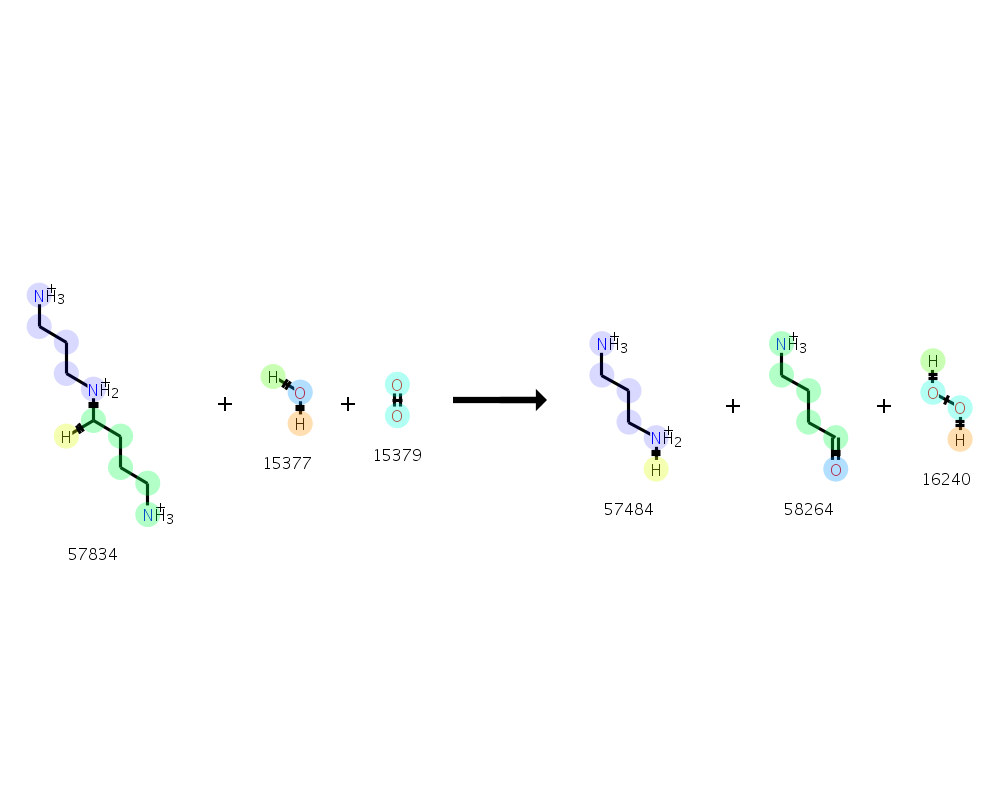 NH3+
NH2+
H
NH3+
57834
+
H
O
H
15377
+
O
O
15379
NH3+
NH2+
H
57484
+
NH3+
O
58264
+
H
O
O
H
16240